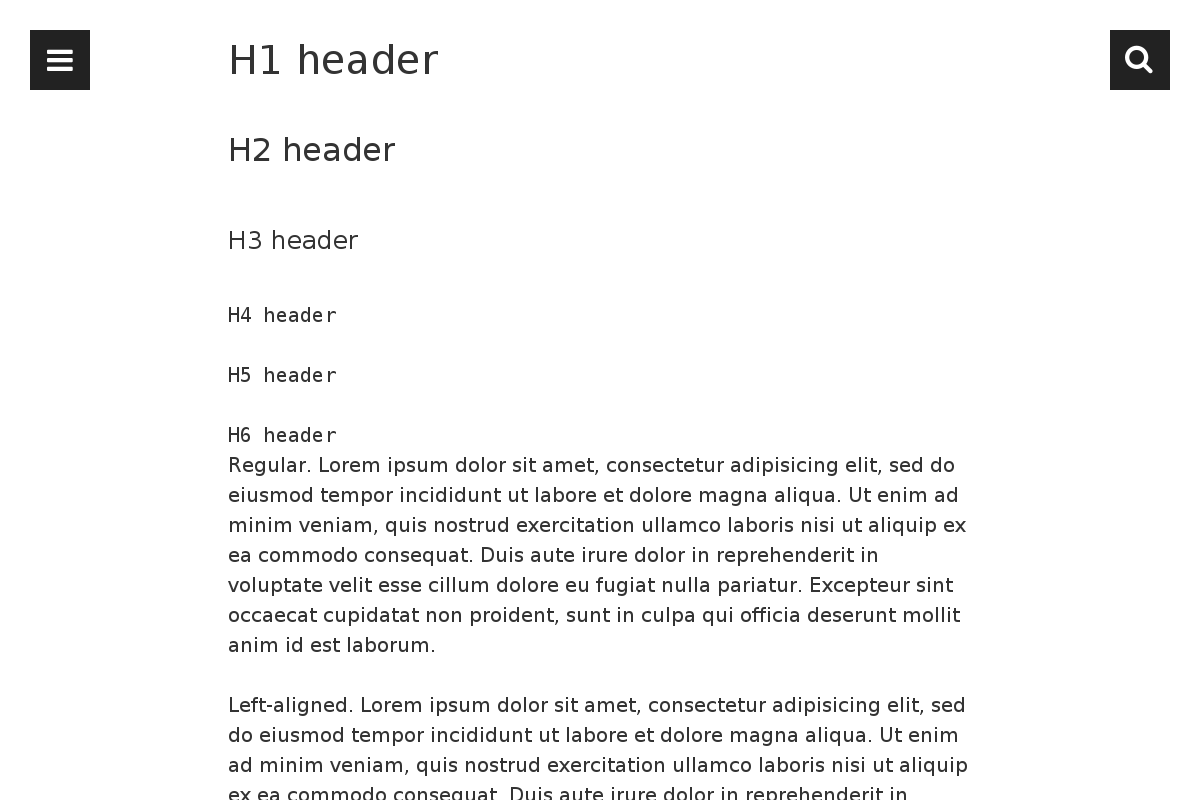 H1 header
H2 header
H3 header
H4 header
H5 header
H6 header
Regular. Lorem ipsum dolor sit amet, consectetur adipisicing elit, sed do
eiusmod tempor incididunt ut labore et dolore magna aliqua. Ut enim ad
minim veniam, quis nostrud exercitation ullamco laboris nisi ut aliquip ex
ea commodo consequat. Duis aute irure dolor in reprehenderit in
voluptate velit esse cillum dolore eu fugiat nulla pariatur. Excepteur sint
occaecat cupidatat non proident, sunt in culpa qui officia deserunt mollit
anim id est laborum.
Left-aligned. Lorem ipsum dolor sit amet, consectetur adipisicing elit, sed
do eiusmod tempor incididunt ut labore et dolore magna aliqua. Ut enim
ad minim veniam, quis nostrud exercitation ullamco laboris nisi ut aliquip
ex ea commodo consequat. Duis aute irure dolor in reprehenderit in